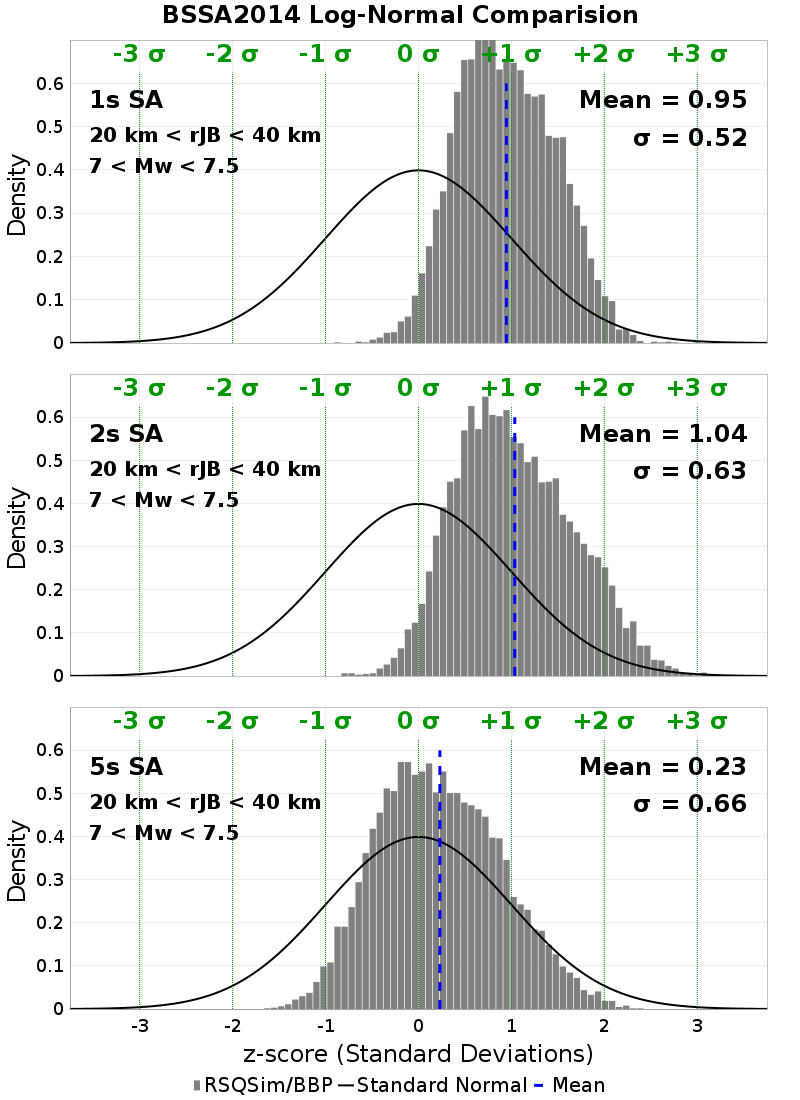 BSSA2014 Log-Normal Comparision
-3 σ -2 σ -1 σ 0 σ +1 σ +2 σ +3 σ
1s SA
Mean = 0.95
20 km < rJB < 40 km
σ = 0.52
7 < Mw < 7.5
Density
0.6
0.5
0.4
0.3
0.2
0.1
0
-3 σ -2 σ -1 σ 0 σ +1 σ +2 σ +3 σ
2s SA
Mean = 1.04
20 km < rJB < 40 km
σ = 0.63
7 < Mw < 7.5
Density
0.6
0.5
0.4
0.3
0.2
0.1
0
-3 σ -2 σ -1 σ 0 σ +1 σ +2 σ +3 σ
5s SA
Mean = 0.23
20 km < rJB < 40 km
σ = 0.66
7 < Mw < 7.5
Density
0.6
0.5
0.4
0.3
0.2
0.1
0
-3 -2 -1 0 1 2 3
z-score (Standard Deviations)
RSQSim/BBP Standard Normal Mean